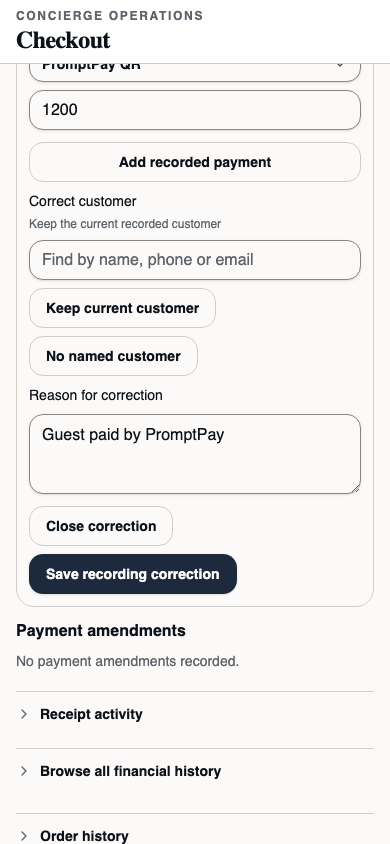 CONCIERGE OPERATIONS
Checkout
PromptPay QR
1200
Add recorded payment
Correct customer
Keep the current recorded customer
Find by name, phone or email
Keep current customer
No named customer
Reason for correction
Guest paid by PromptPay
Close correction
Save recording correction
Payment amendments
No payment amendments recorded.
Receipt activity
Browse all financial history
Order history